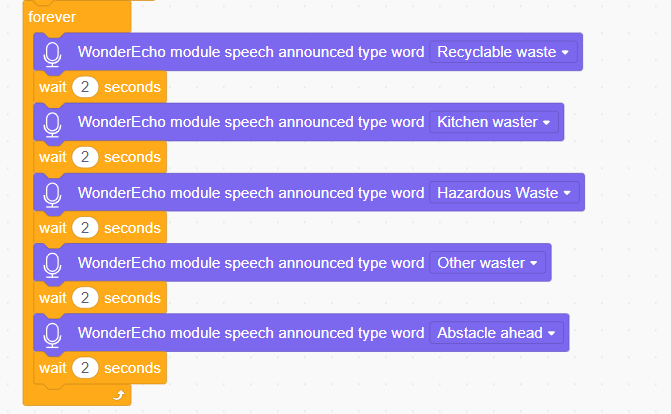 forever
WonderEcho module speech announced type word Recyclable waste
wait 2 seconds
WonderEcho module speech announced type word Kitchen waster
wait 2 seconds
WonderEcho module speech announced type word Hazardous Waste
wait 2 seconds
WonderEcho module speech announced type word Other waster
wait 2 seconds
WonderEcho module speech announced type word Abstacle ahead
wait 2 seconds